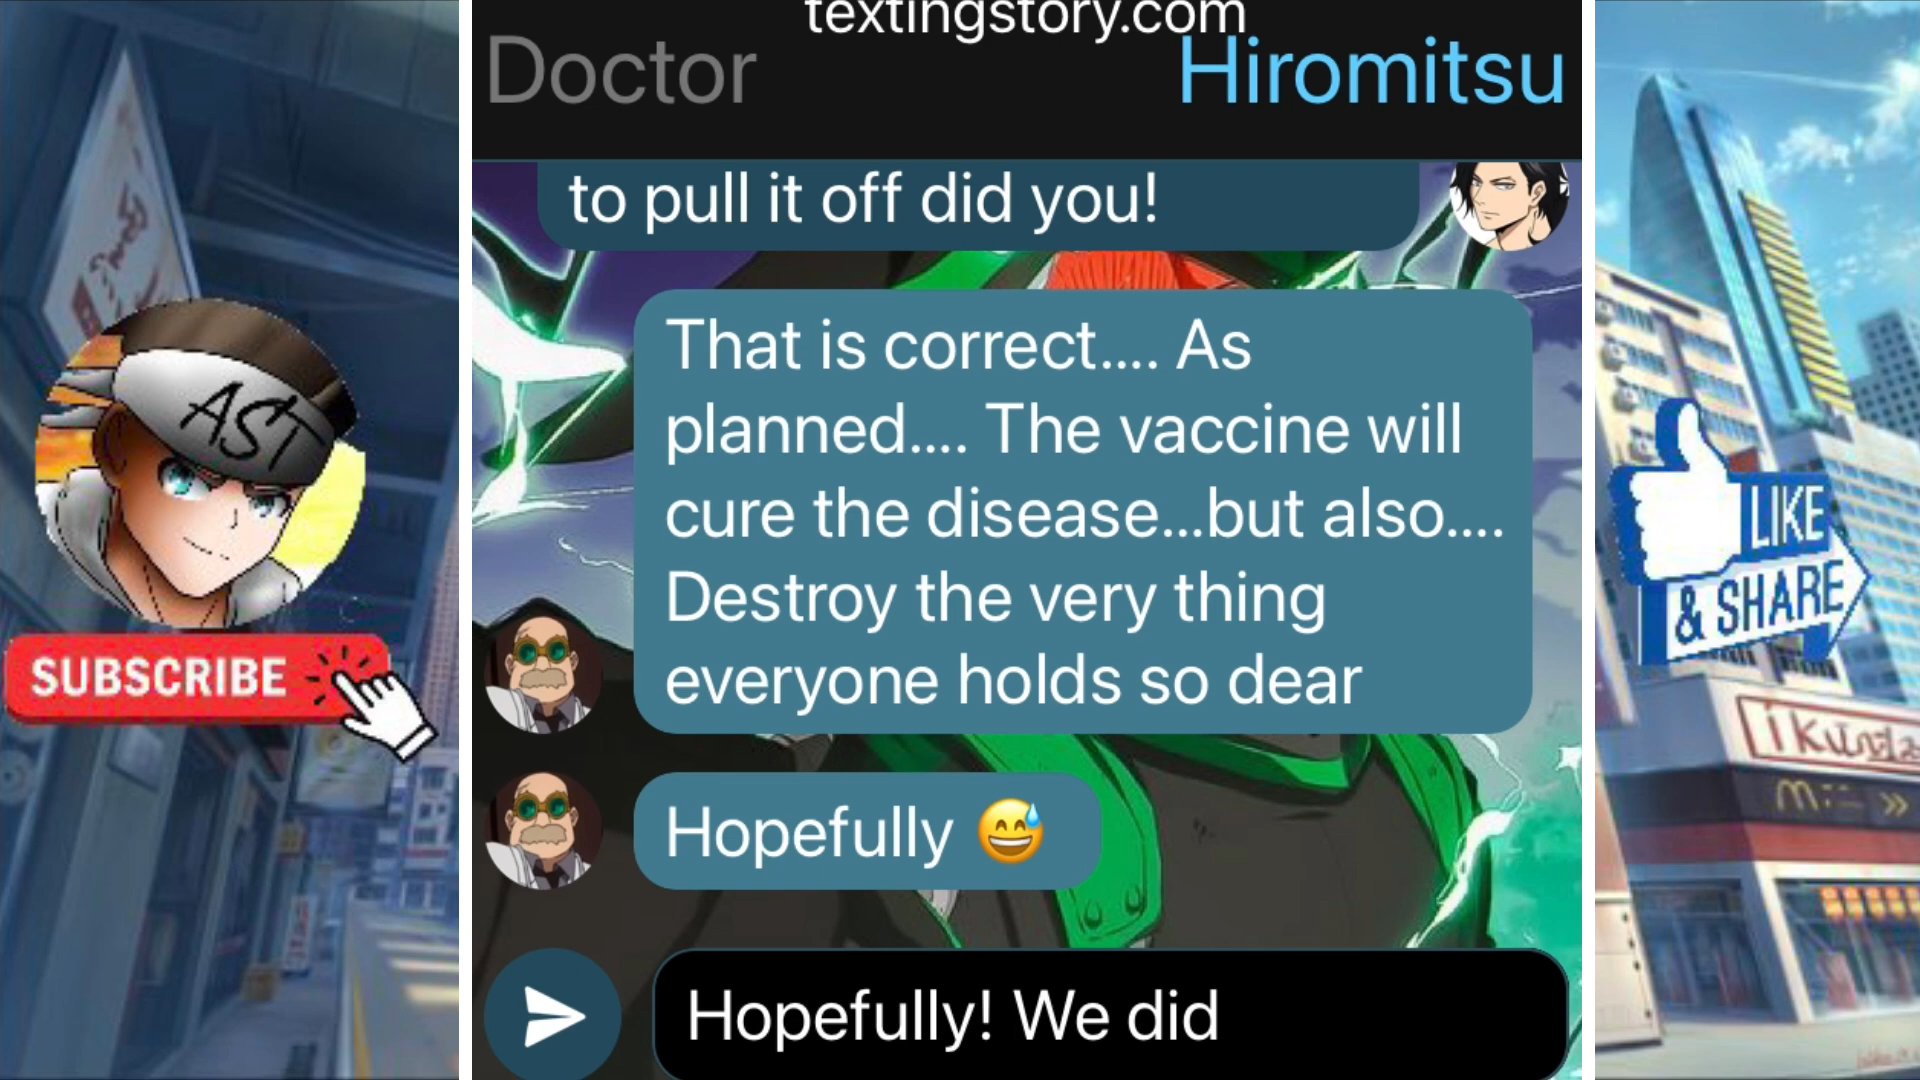 textingstory.com
Doctor
Hiromitsu
to pull it off did you!
That is correct.... As
planned.... The vaccine will
cure the disease...but also....
Destroy the very thing
everyone holds so dear
Hopefully 😅
Hopefully! We did
AST
SUBSCRIBE
LIKE
& SHARE